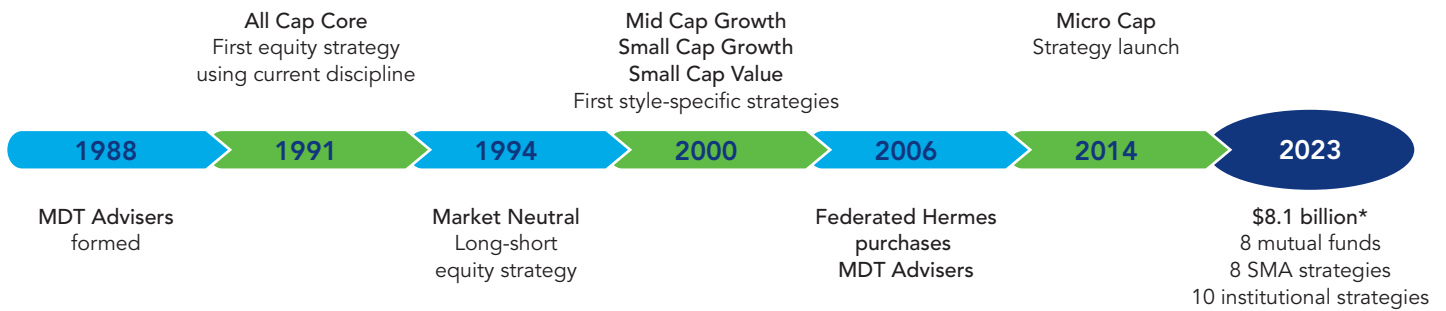 All Cap Core
First equity strategy
using current discipline
Mid Cap Growth
Small Cap Growth
Small Cap Value
First style-specific strategies
Micro Cap
Strategy launch
1988
1991
1994
2000
2006
2014
2023
MDT Advisers
formed
Market Neutral
Long-short
equity strategy
Federated Hermes
purchases
MDT Advisers
$8.1 billion*
8 mutual funds
8 SMA strategies
10 institutional strategies